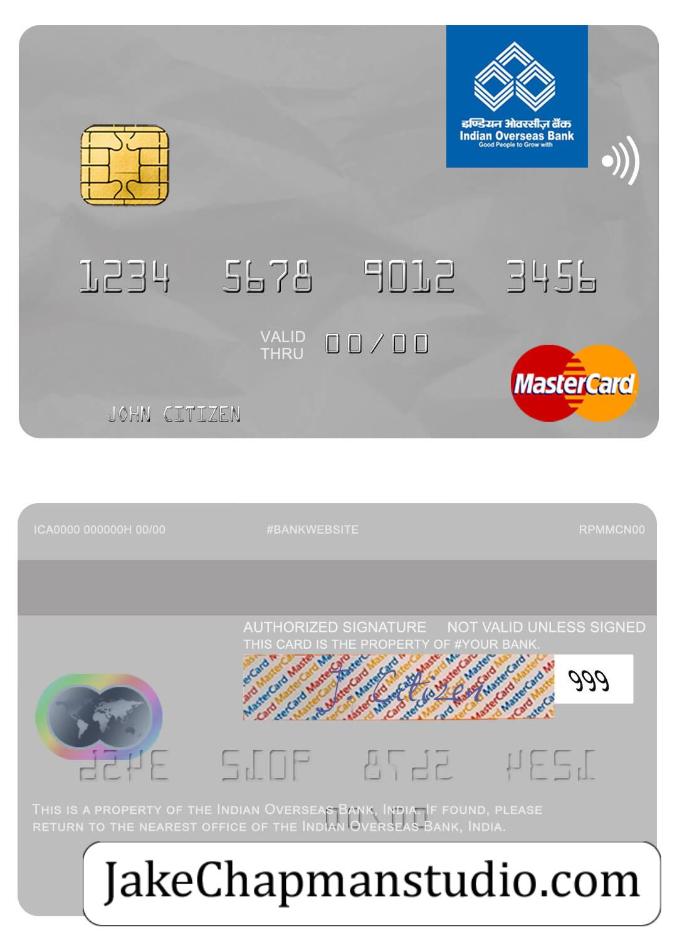 इण्डियन ओवरसीज़ बैंक
Indian Overseas Bank
Good People to Grow with
1234 5678 9012 3456
VALID
THRU 00/00
MasterCard
JOHN CITIZEN
ICA0000 000000H 00/00 #BANKWEBSITE RPMMCN00
AUTHORIZED SIGNATURE NOT VALID UNLESS SIGNED
THIS CARD IS THE PROPERTY OF #YOUR BANK.
J. Citizen 999
THIS IS A PROPERTY OF THE INDIAN OVERSEAS BANK, INDIA. IF FOUND, PLEASE
RETURN TO THE NEAREST OFFICE OF THE INDIAN OVERSEAS BANK, INDIA.
JakeChapmanstudio.com